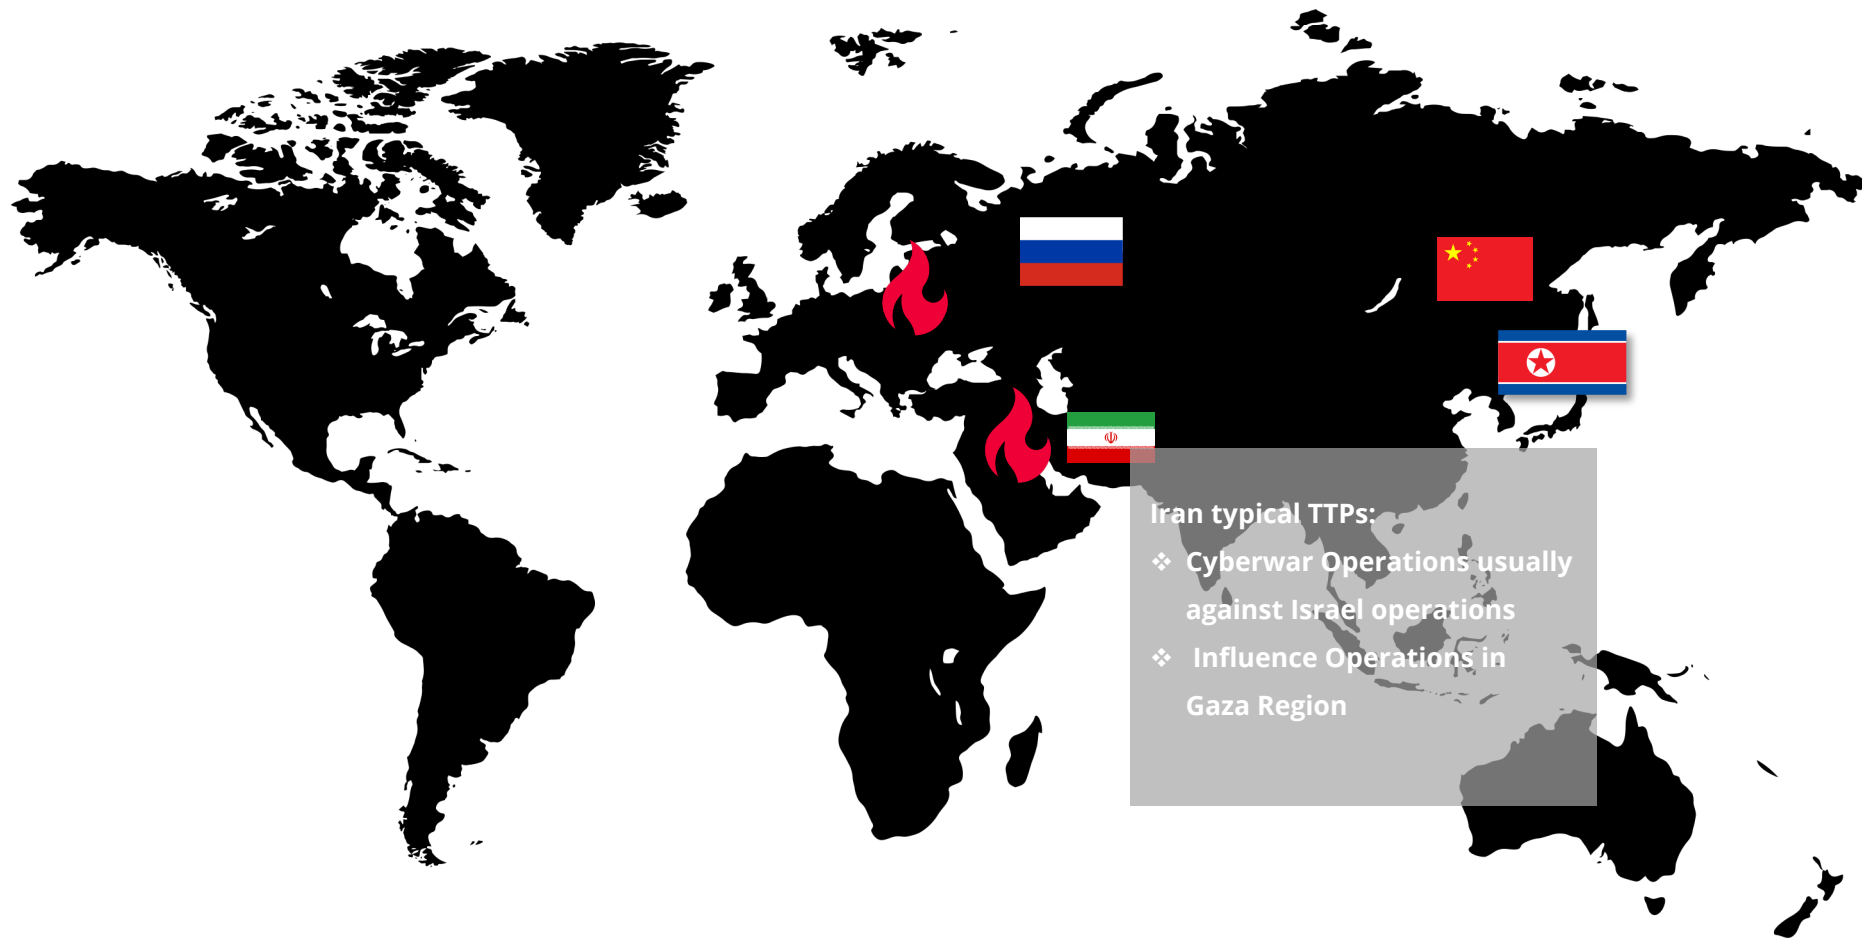 Iran typical TTPs:
❖ Cyberwar Operations usually
against Israel operations
❖ Influence Operations in
Gaza Region